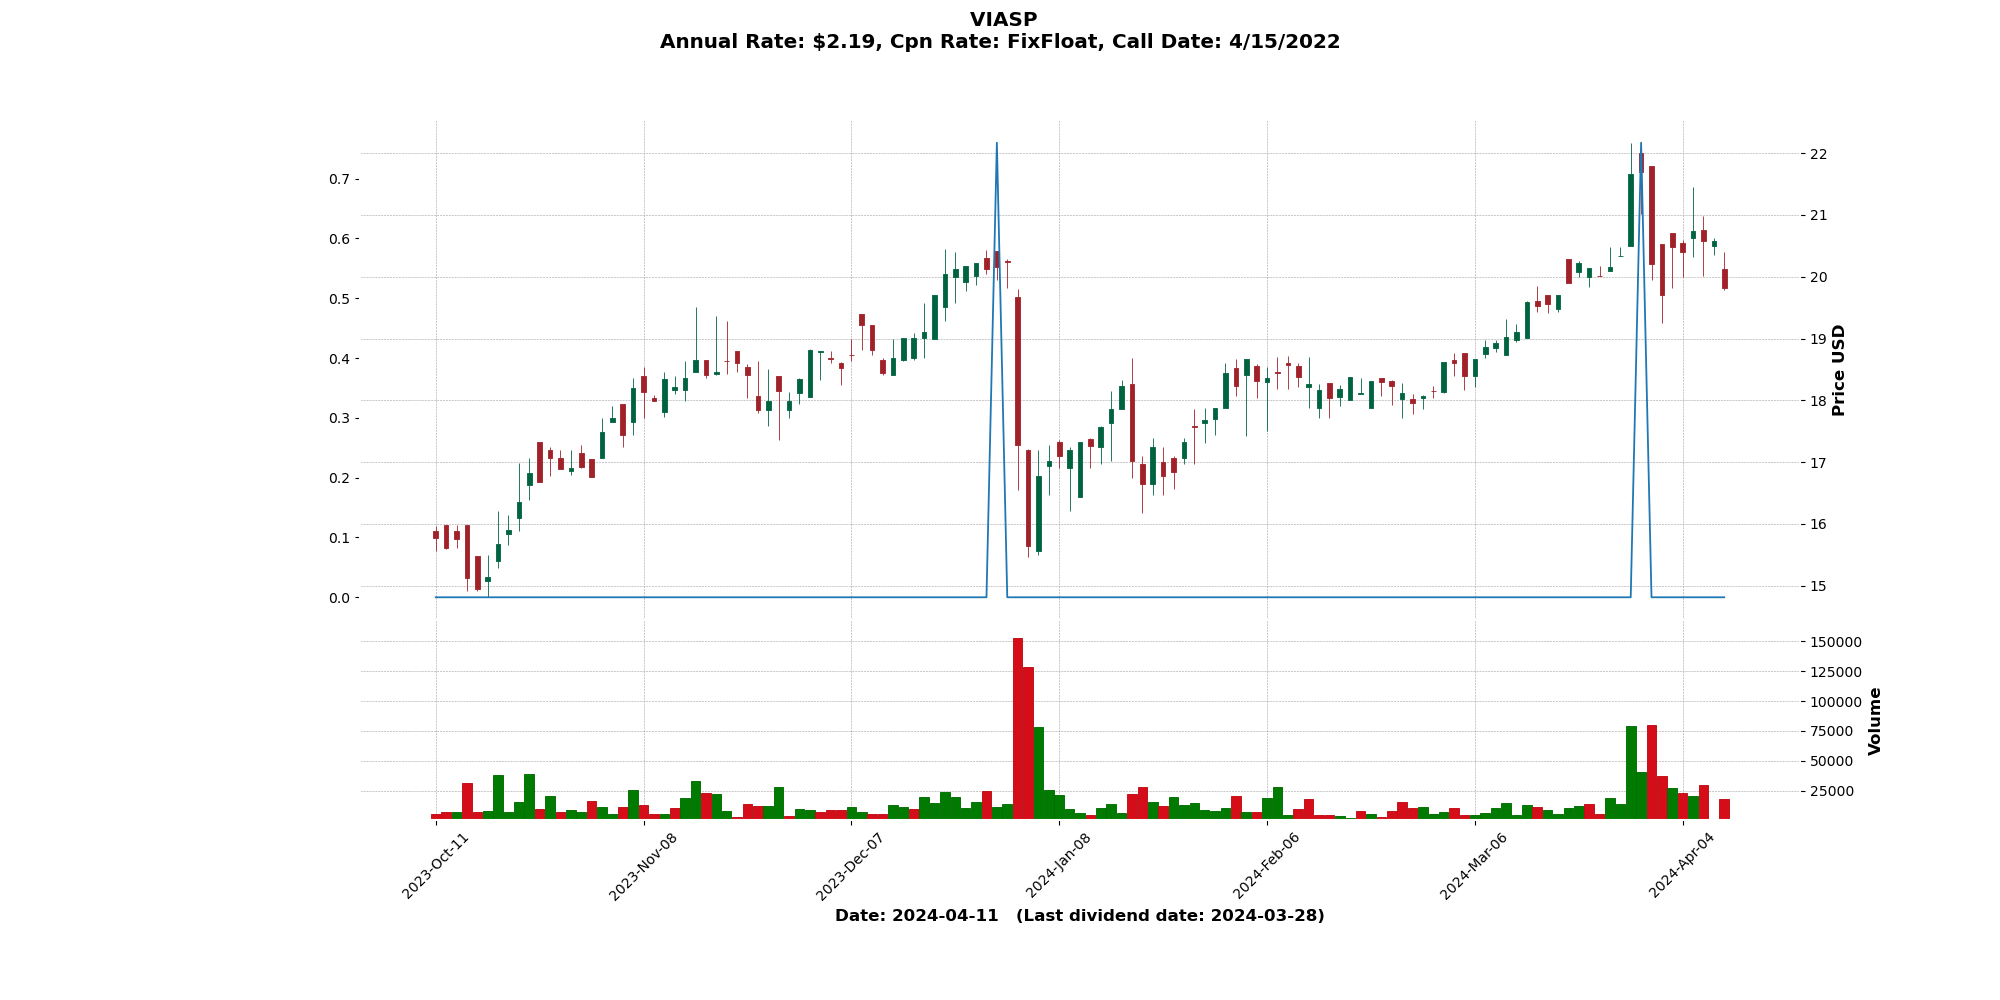 VIASP
Annual Rate: $2.19, Cpn Rate: FixFloat, Call Date: 4/15/2022
0.7
0.6
0.5
0.4
0.3
0.2
0.1
0.0
22
21
20
19
18
17
16
15
Price USD
150000
125000
100000
75000
50000
25000
Volume
2023-Oct-11
2023-Nov-08
2023-Dec-07
2024-Jan-08
2024-Feb-06
2024-Mar-06
2024-Apr-04
Date: 2024-04-11 (Last dividend date: 2024-03-28)